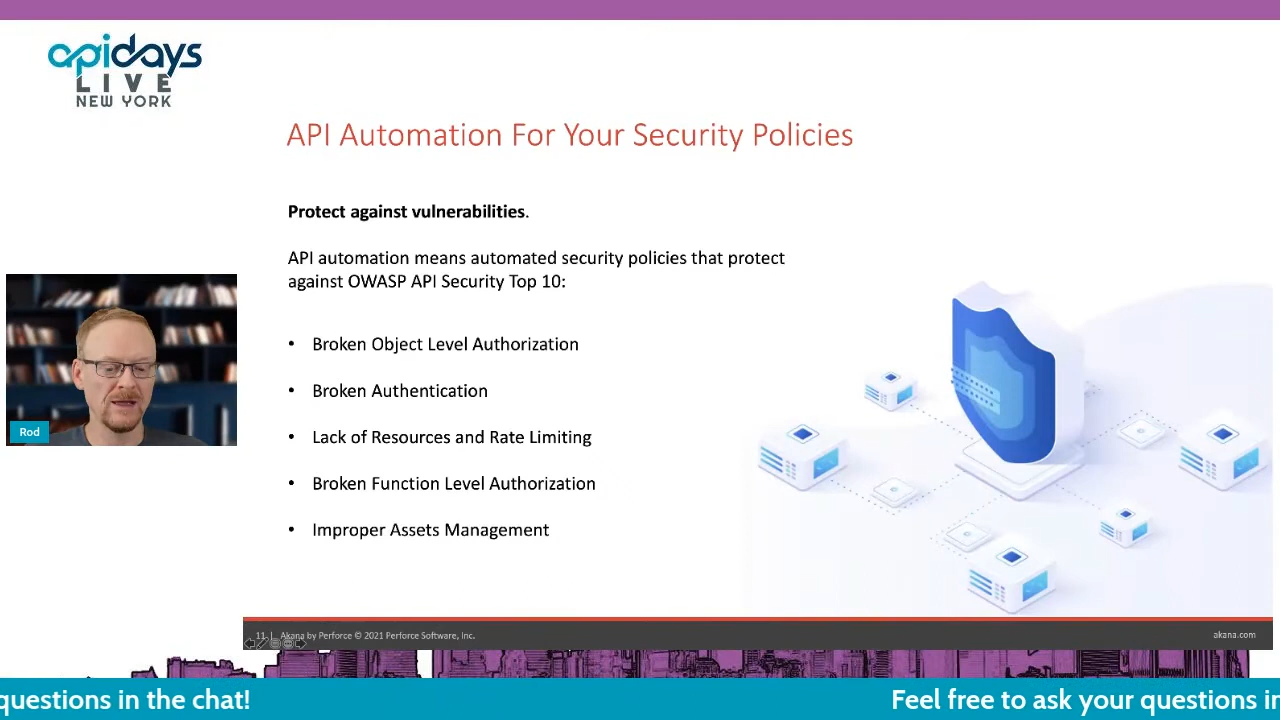 apidays
LIVE
NEW YORK
API Automation For Your Security Policies
Protect against vulnerabilities.
API automation means automated security policies that protect
against OWASP API Security Top 10:
• Broken Object Level Authorization
• Broken Authentication
• Lack of Resources and Rate Limiting
• Broken Function Level Authorization
• Improper Assets Management
Rod
11 | Akana by Perforce © 2021 Perforce Software, Inc.
akana.com
questions in the chat!
Feel free to ask your questions in